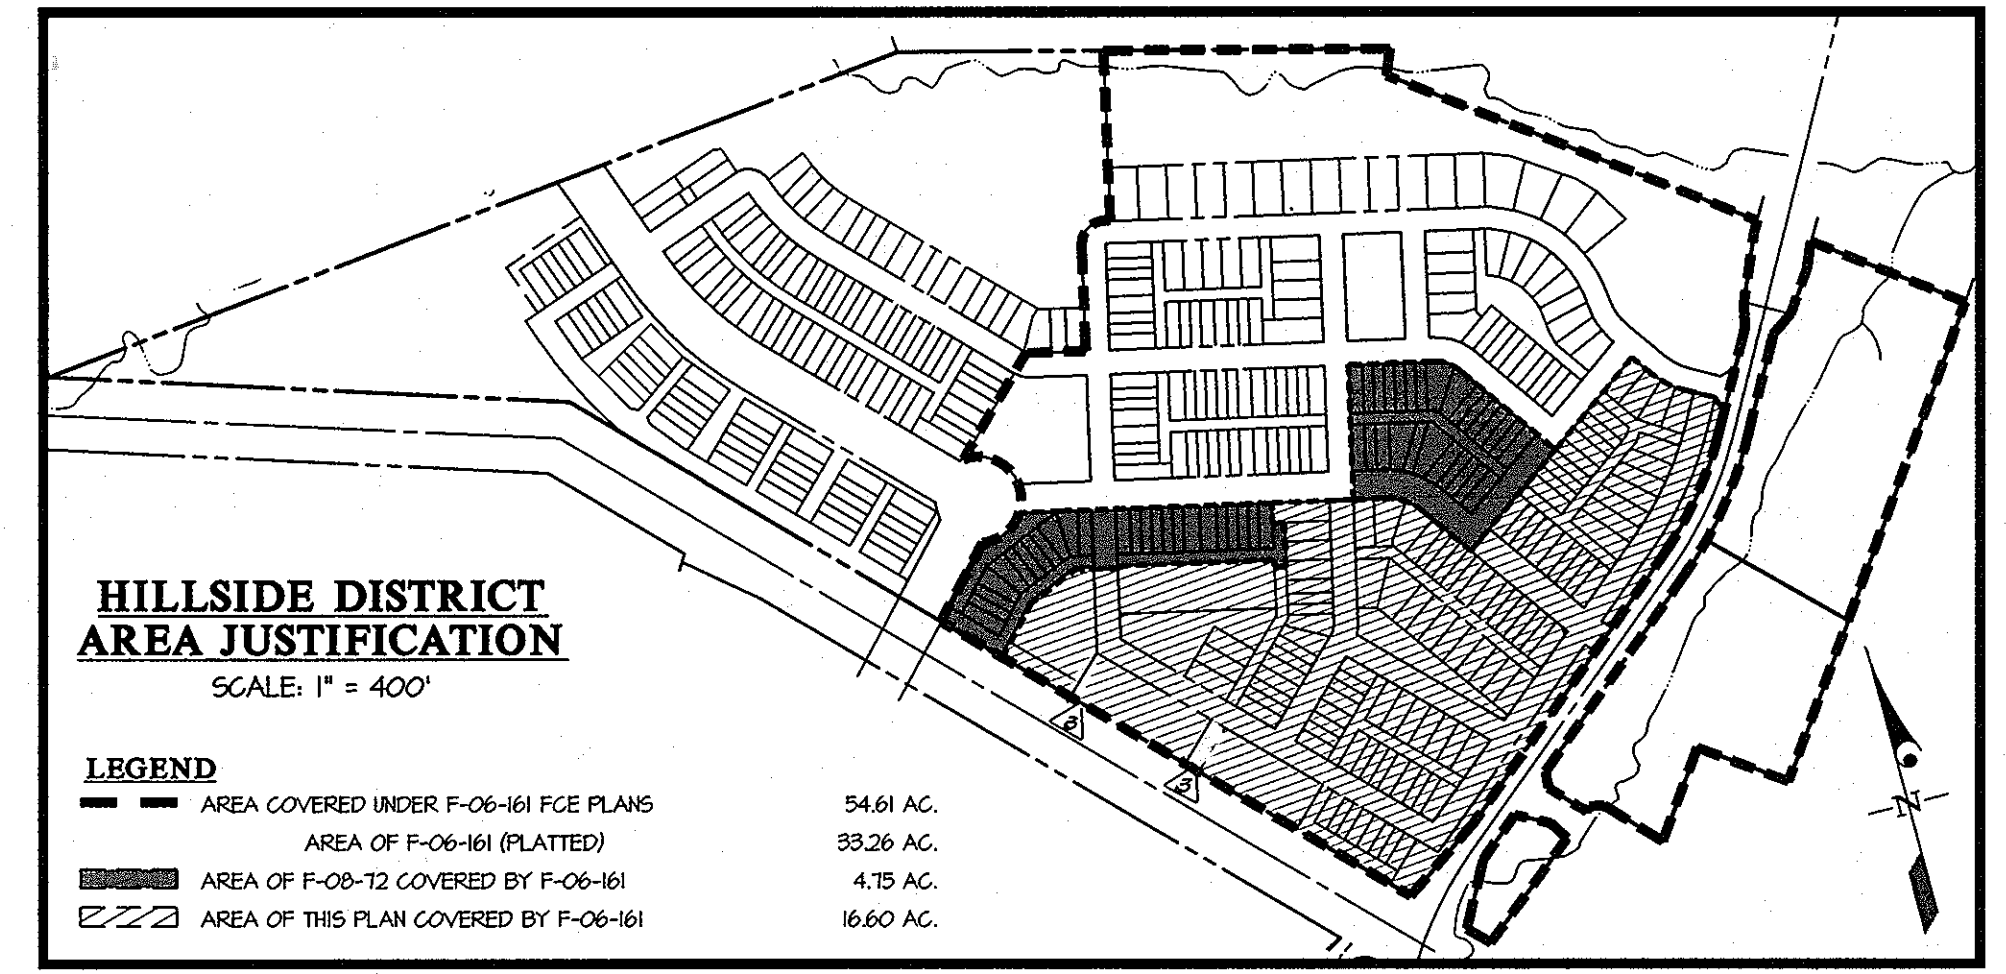 HILLSIDE DISTRICT
AREA JUSTIFICATION
SCALE: 1" = 400'
LEGEND
AREA COVERED UNDER F-06-161 FCE PLANS 54.61 AC.
AREA OF F-06-161 (PLATTED) 33.26 AC.
AREA OF F-08-72 COVERED BY F-06-161 4.75 AC.
AREA OF THIS PLAN COVERED BY F-06-161 16.60 AC.
3
3
N